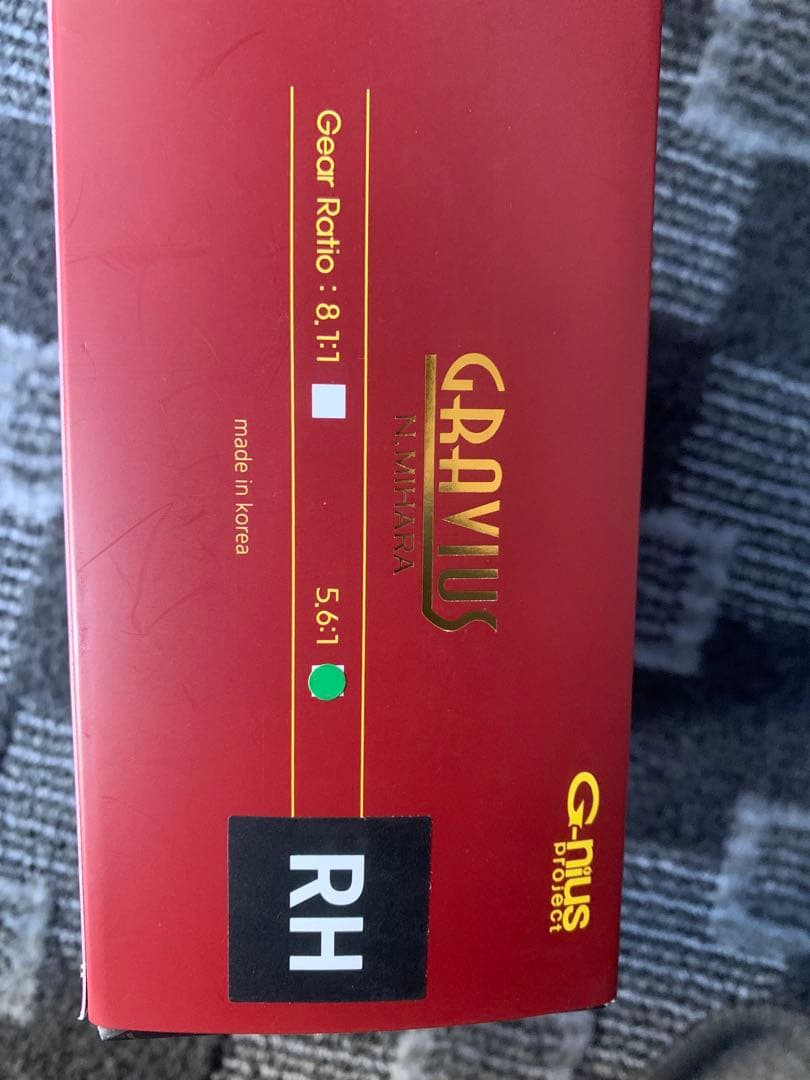 G-nius
project
GRAVIUS
N.MIHARA
Gear Ratio : 8.1:1 5.6:1
made in korea
RH